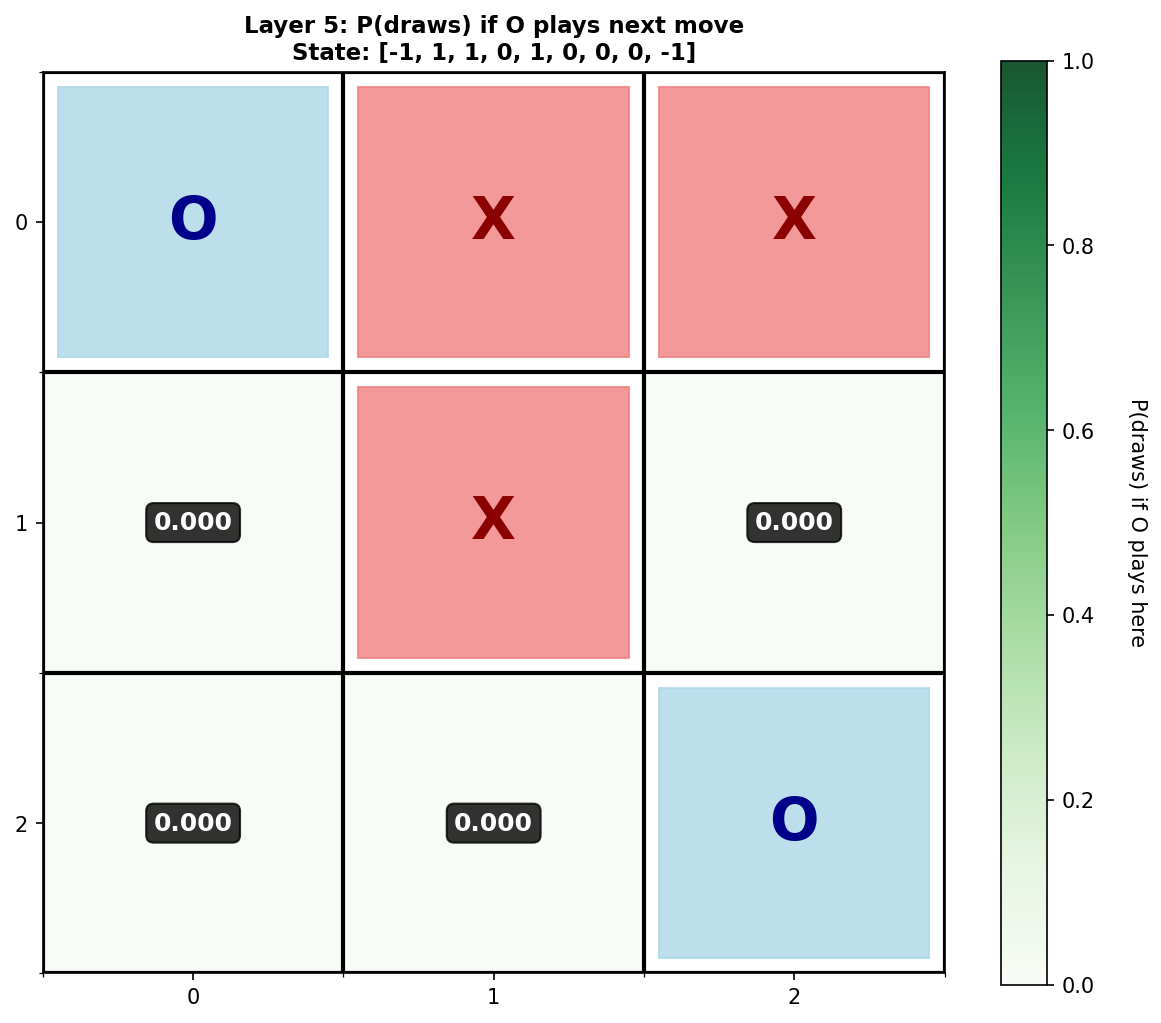 Layer 5: P(draws) if O plays next move
State: [-1, 1, 1, 0, 1, 0, 0, 0, -1]
0
O
X
X
1
0.000
X
0.000
2
0.000
0.000
O
0
1
2
1.0
0.8
0.6
0.4
0.2
0.0
P(draws) if O plays here